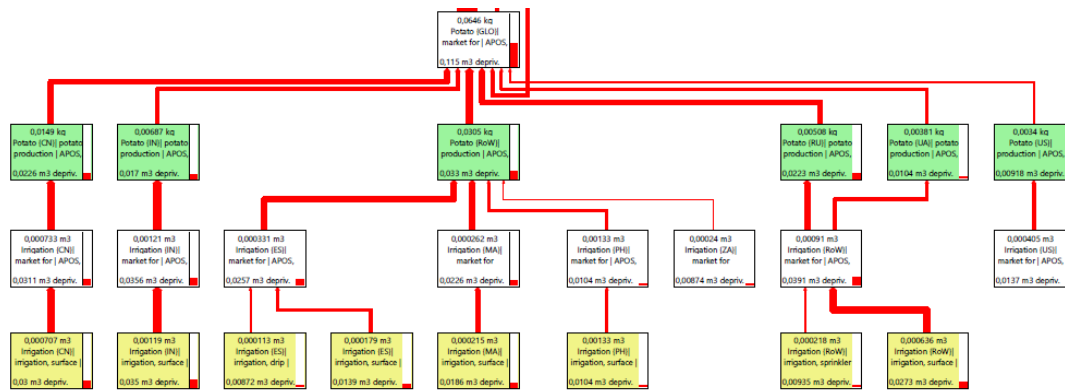 0,0646 kg
Potato (GLO)|
market for | APOS,
0,115 m3 depriv.
0,0149 kg
Potato (CN)| potato
production | APOS,
0,0226 m3 depriv.
0,00687 kg
Potato (IN)| potato
production | APOS,
0,017 m3 depriv.
0,0305 kg
Potato (RoW)|
production | APOS,
0,033 m3 depriv.
0,00508 kg
Potato (RU)| potato
production | APOS,
0,0223 m3 depriv.
0,00381 kg
Potato (UA)| potato
production | APOS,
0,0104 m3 depriv.
0,0034 kg
Potato (US)|
production | APOS,
0,00918 m3 depriv.
0,000733 m3
Irrigation (CN)|
market for | APOS,
0,0311 m3 depriv.
0,00121 m3
Irrigation (IN)|
market for | APOS,
0,0356 m3 depriv.
0,000331 m3
Irrigation (ES)|
market for | APOS,
0,0257 m3 depriv.
0,000262 m3
Irrigation (MA)|
market for
0,0226 m3 depriv.
0,00133 m3
Irrigation (PH)|
market for | APOS,
0,0104 m3 depriv.
0,00024 m3
Irrigation (ZA)|
market for
0,00874 m3 depriv.
0,00091 m3
Irrigation (RoW)|
market for | APOS,
0,0391 m3 depriv.
0,000405 m3
Irrigation (US)|
market for | APOS,
0,0137 m3 depriv.
0,000707 m3
Irrigation (CN)|
irrigation, surface |
0,03 m3 depriv.
0,00119 m3
Irrigation (IN)|
irrigation, surface |
0,035 m3 depriv.
0,000113 m3
Irrigation (ES)|
irrigation, drip |
0,00872 m3 depriv.
0,000179 m3
Irrigation (ES)|
irrigation, surface |
0,0139 m3 depriv.
0,000215 m3
Irrigation (MA)|
irrigation, surface |
0,0186 m3 depriv.
0,00133 m3
Irrigation (PH)|
irrigation, surface |
0,0104 m3 depriv.
0,000218 m3
Irrigation (RoW)|
irrigation, sprinkler
0,00935 m3 depriv.
0,000636 m3
Irrigation (RoW)|
irrigation, surface |
0,0273 m3 depriv.